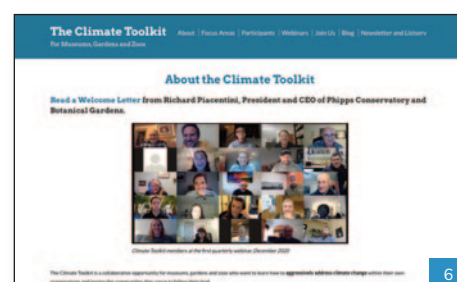 The Climate Toolkit
For Museums, Gardens and Zoos
About | Focus Areas | Participants | Webinars | Join Us | Blog | Newsletter and Listserv
About the Climate Toolkit
Read a Welcome Letter from Richard Piacentini, President and CEO of Phipps Conservatory and
Botanical Gardens.
Climate Toolkit members at the first quarterly webinar December 2020
The Climate Toolkit is a collaborative opportunity for museums, gardens and zoos who want to learn how to aggressively address climate change within their own
6